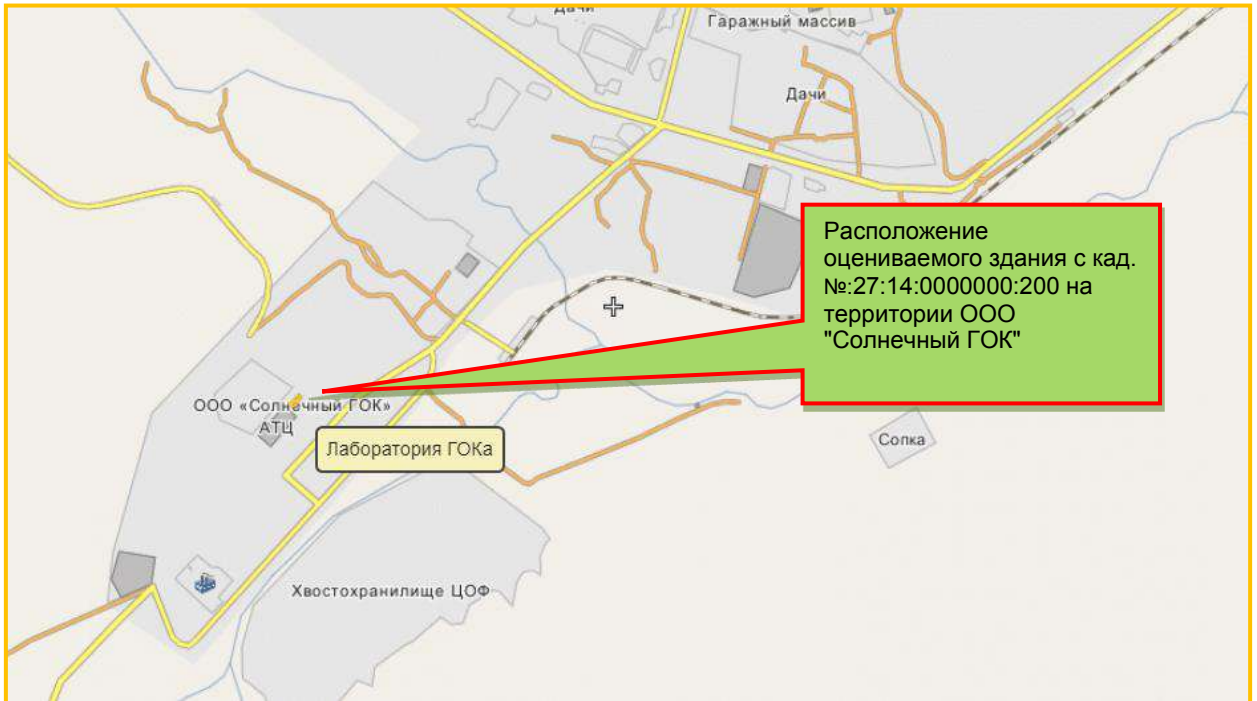 Дачи
Гаражный массив
Дачи
Расположение
оцениваемого здания с кад.
№:27:14:0000000:200 на
территории ООО
"Солнечный ГОК"
ООО «Солнечный ГОК»
АТЦ
Лаборатория ГОКа
Сопка
Хвостохранилище ЦОФ